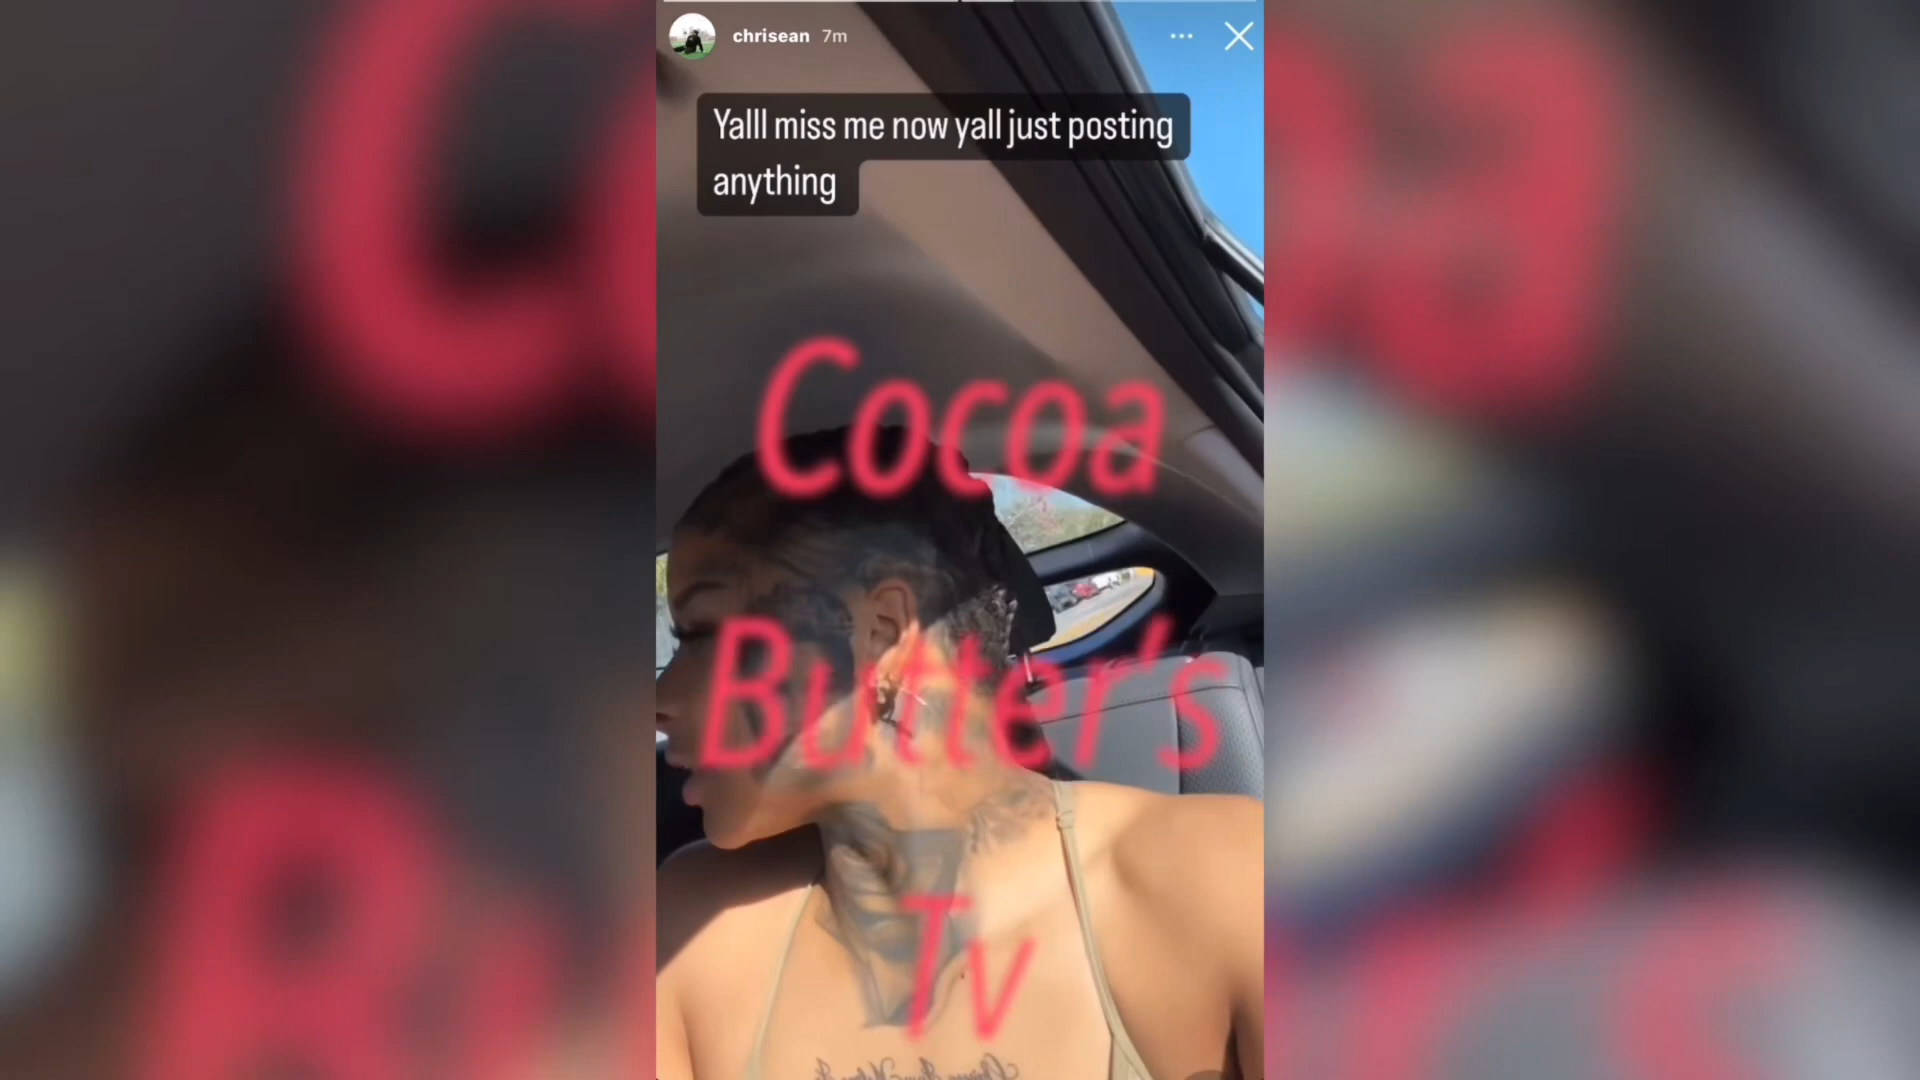 chrisean 7m
Yalll miss me now yall just posting
anything
Cocoa
Butter's
Tv